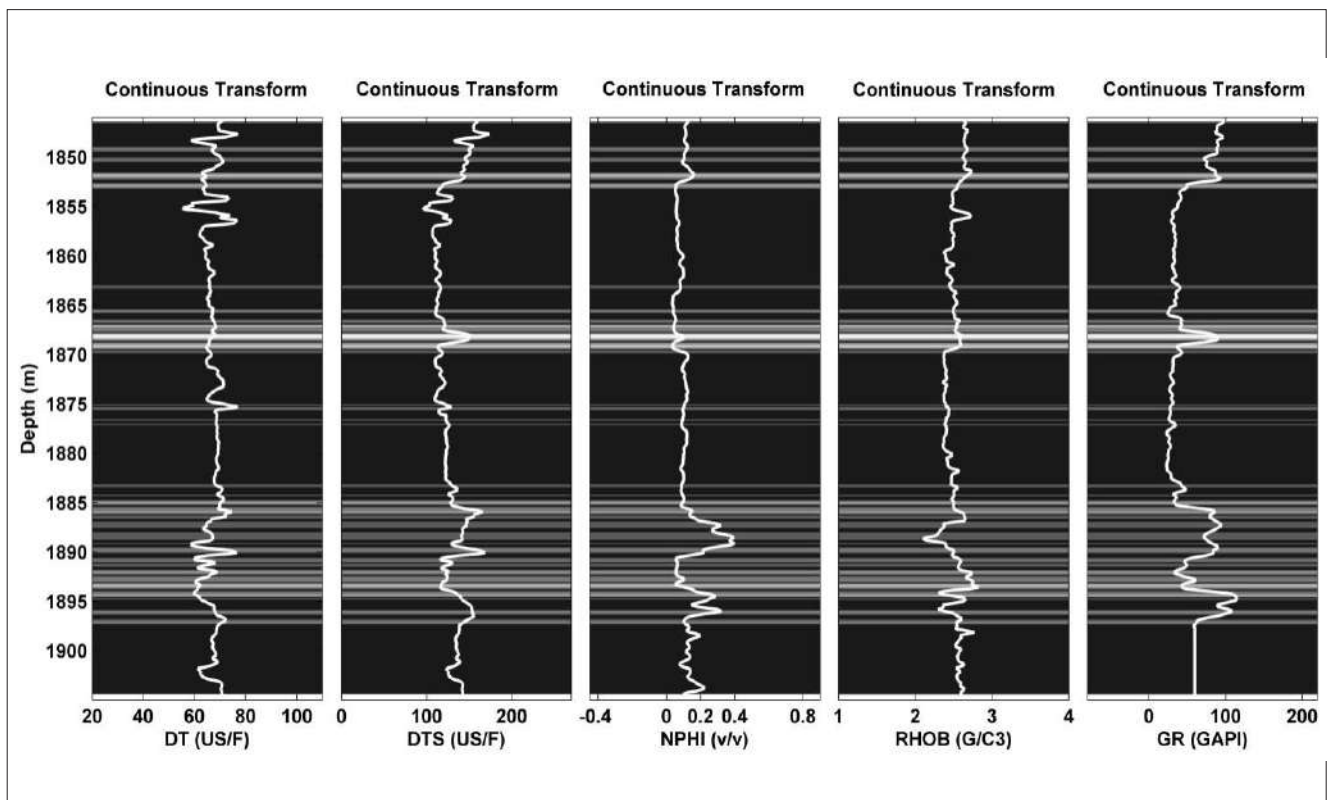 Continuous Transform Continuous Transform Continuous Transform Continuous Transform Continuous Transform
1850
1855
1860
1865
1870
1875
1880
1885
1890
1895
1900
Depth (m)
20 40 60 80 100 0 100 200 -0.4 0 0.2 0.4 0.8 1 2 3 4 0 100 200
DT (US/F) DTS (US/F) NPHI (v/v) RHOB (G/C3) GR (GAPI)